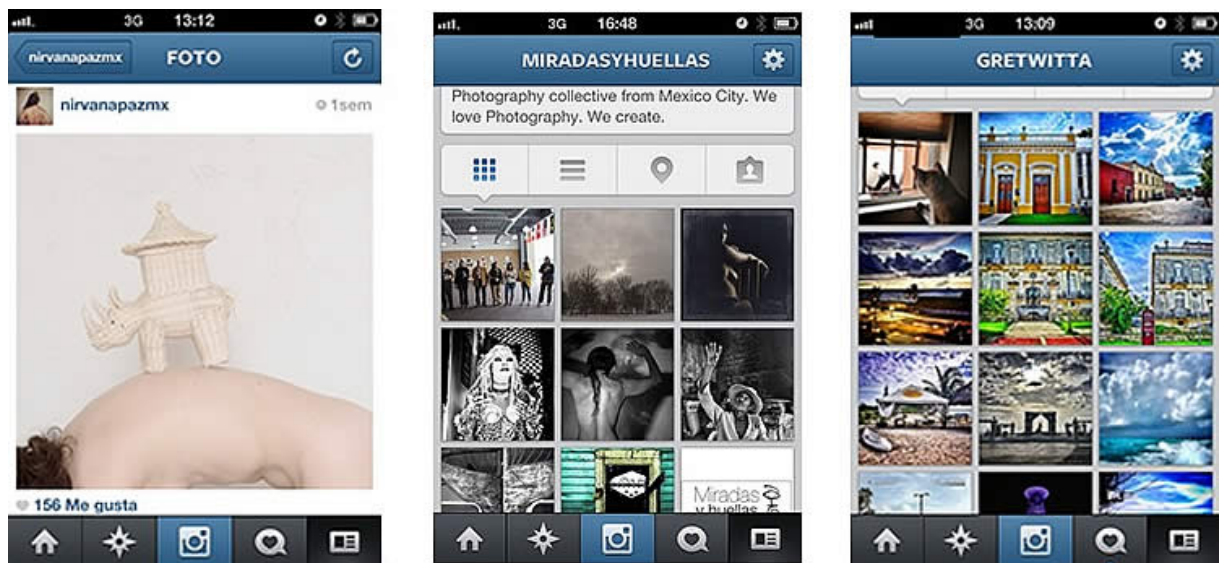 3G 13:12
nirvanapazmx FOTO
nirvanapazmx 1sem
156 Me gusta
3G 16:48
MIRADASYHUELLAS
Photography collective from Mexico City. We
love Photography. We create.
Miradas
y huellas
3G 13:09
GRETWITTA